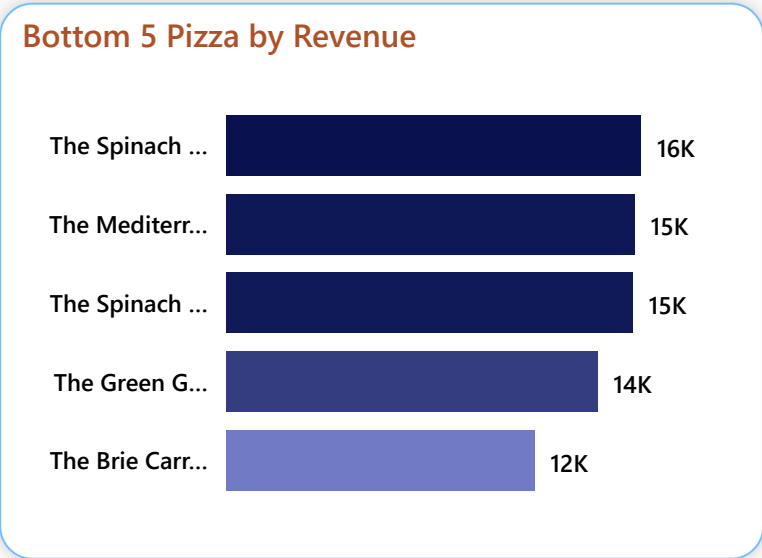 Bottom 5 Pizza by Revenue
The Spinach ... 16K
The Mediterr... 15K
The Spinach ... 15K
The Green G... 14K
The Brie Carr... 12K